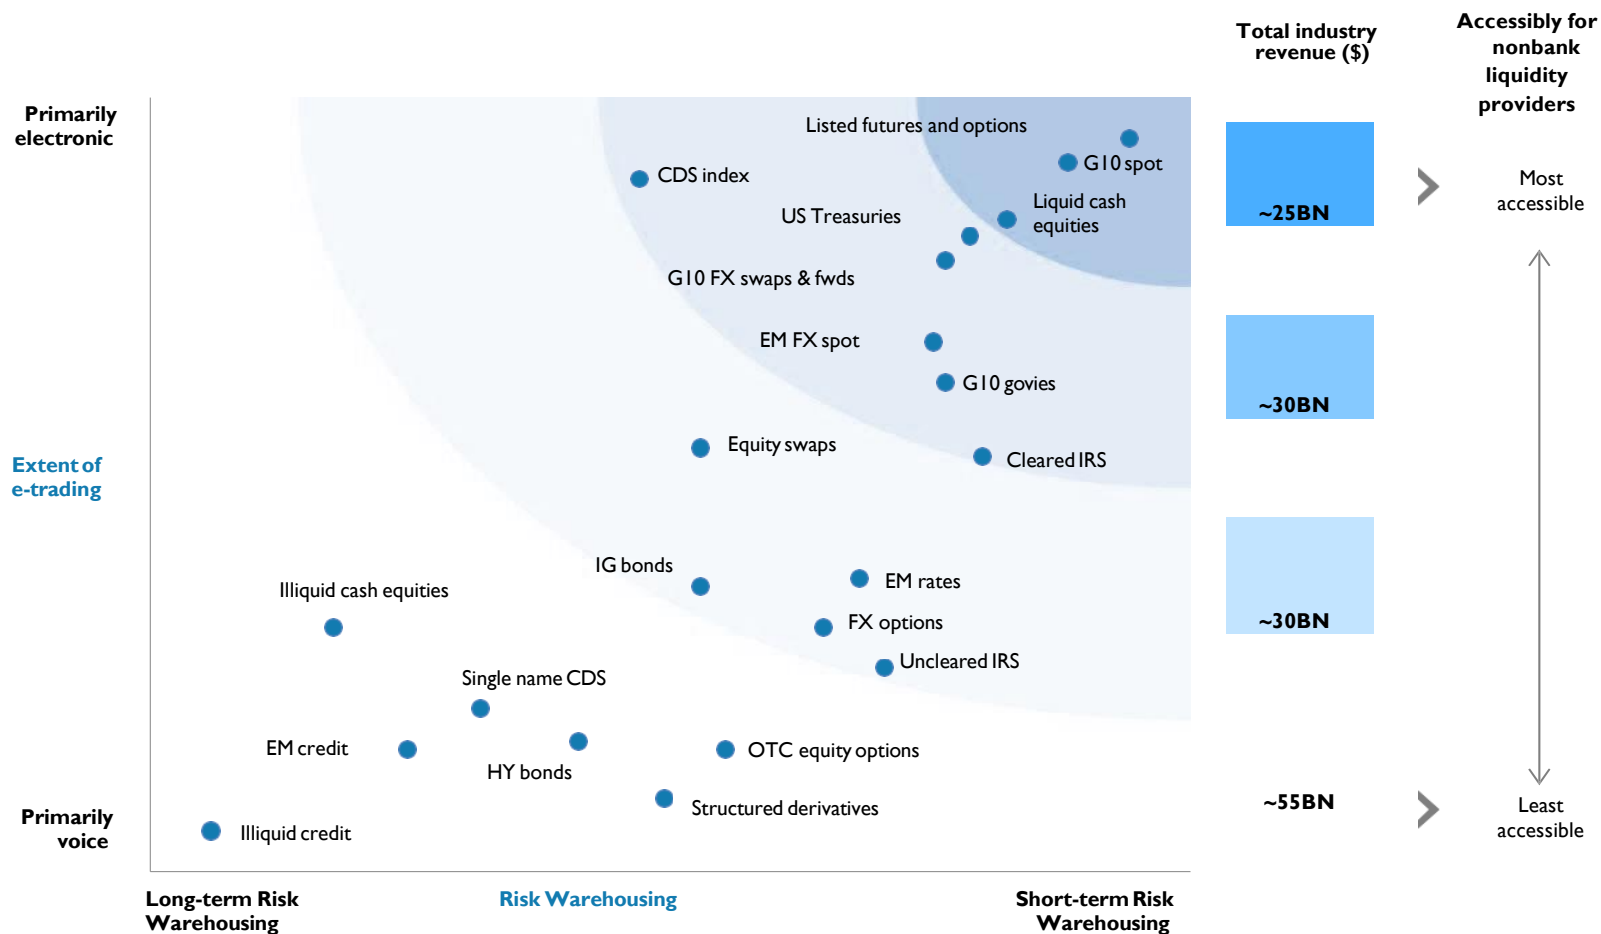 Total industry
revenue ($)
Accessibly for
nonbank
liquidity
providers
Primarily
electronic
Listed futures and options
G10 spot
CDS index
Liquid cash
equities
US Treasuries
~25BN
Most
accessible
G10 FX swaps & fwds
EM FX spot
G10 govies
~30BN
Equity swaps
Cleared IRS
Extent of
e-trading
IG bonds
EM rates
Illiquid cash equities
FX options
~30BN
Uncleared IRS
Single name CDS
EM credit
OTC equity options
HY bonds
Structured derivatives
~55BN
Least
accessible
Primarily
voice
Illiquid credit
Long-term Risk
Warehousing
Risk Warehousing
Short-term Risk
Warehousing